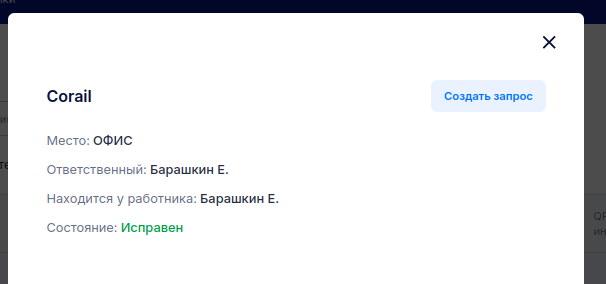 Corail
Создать запрос
Место: ОФИС
Ответственный: Барашкин Е.
Находится у работника: Барашкин Е.
Состояние: Исправен